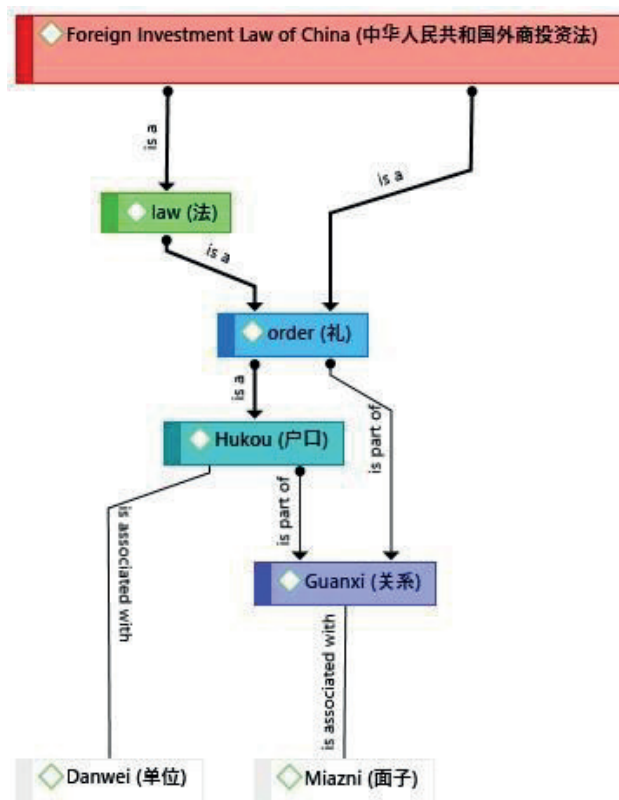 Foreign Investment Law of China (中华人民共和国外商投资法)
is a
is a
law (法)
is a
order (礼)
is a
is part of
Hukou (户口)
is part of
is associated with
Guanxi (关系)
is associated with
Danwei (单位)
Miazni (面子)